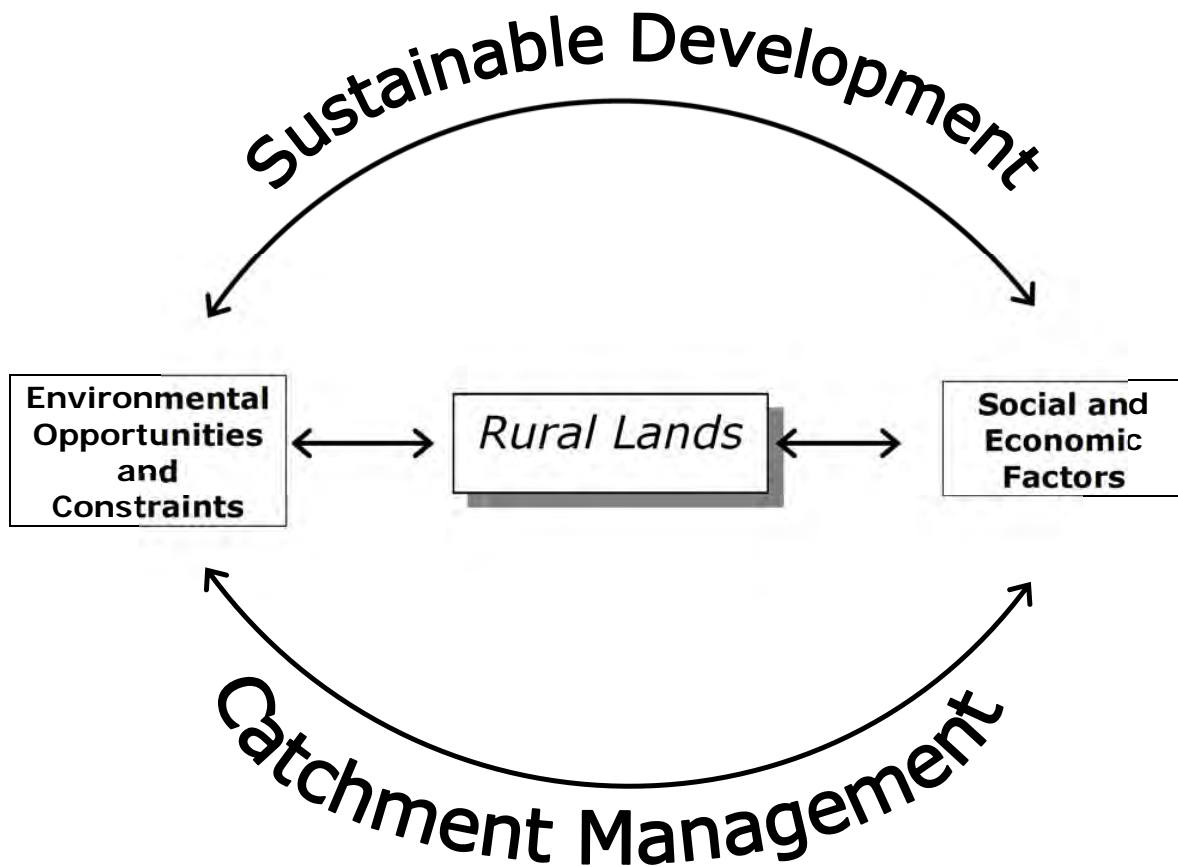 Sustainable Development
Environmental
Opportunities
and
Constraints
Rural Lands
Social and
Economic
Factors
Catchment Management